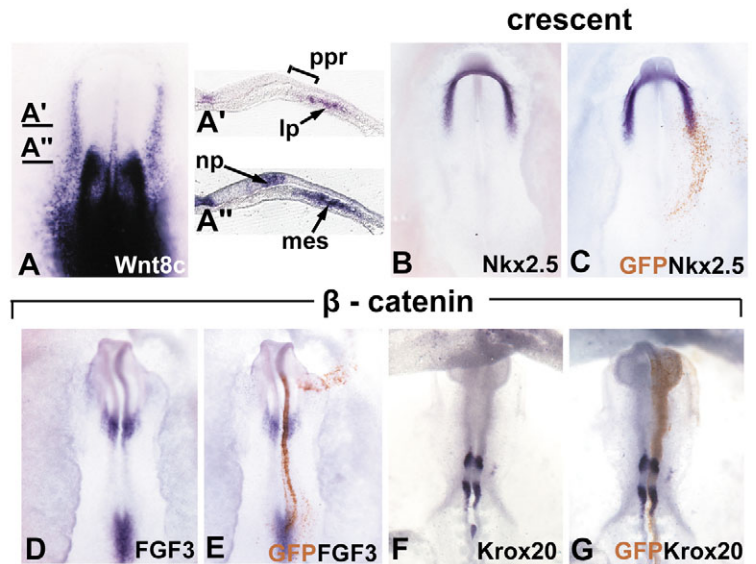 crescent
A'
A"
A
Wnt8c
ppr
A'
lp
np
A"
mes
B
Nkx2.5
C
GFPNkx2.5
β - catenin
D
FGF3
E
GFPFGF3
F
Krox20
G
GFPKrox20